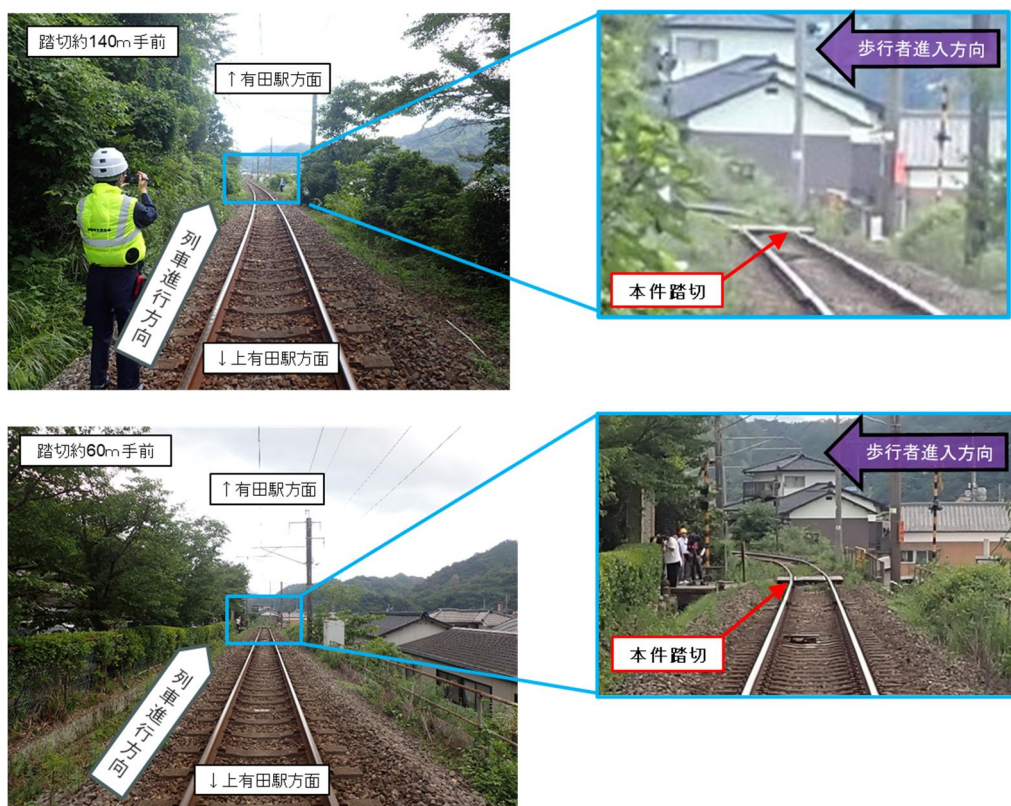 踏切約140m手前
↑有田駅方面
列車進行方向
↓上有田駅方面
歩行者進入方向
本件踏切
踏切約60m手前
↑有田駅方面
列車進行方向
↓上有田駅方面
歩行者進入方向
本件踏切